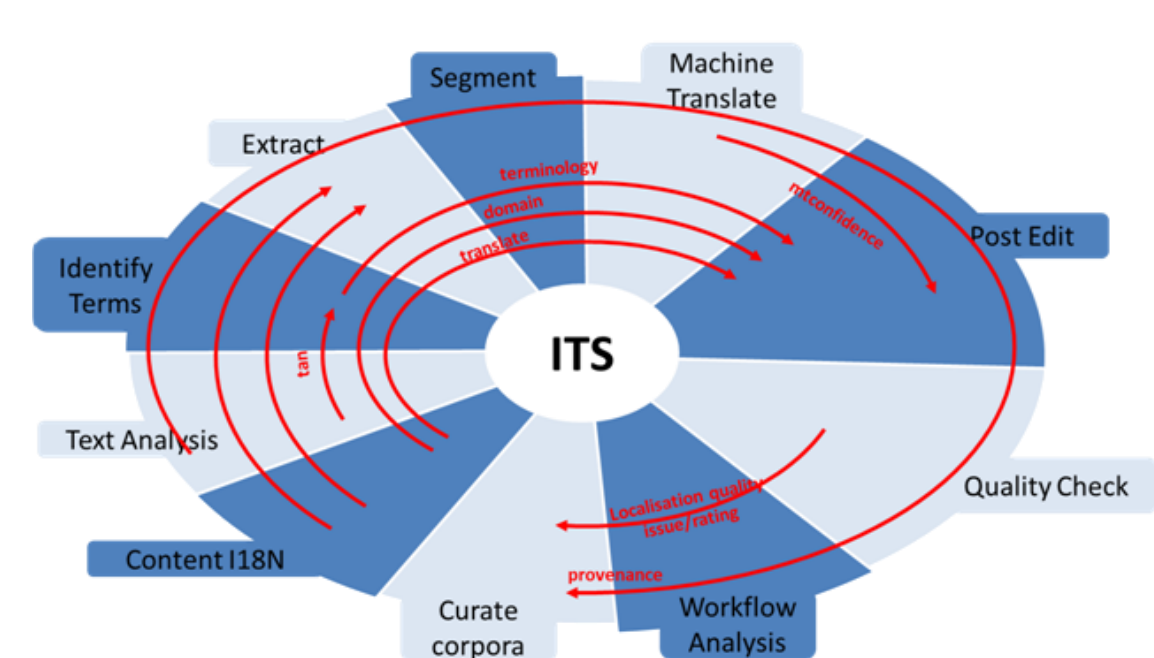 Segment
Machine
Translate
Extract
terminology
domain
translate
mtconfidence
Post Edit
Identify
Terms
ITS
tan
Text Analysis
Quality Check
Localisation quality
issue/rating
Content I18N
provenance
Curate
corpora
Workflow
Analysis